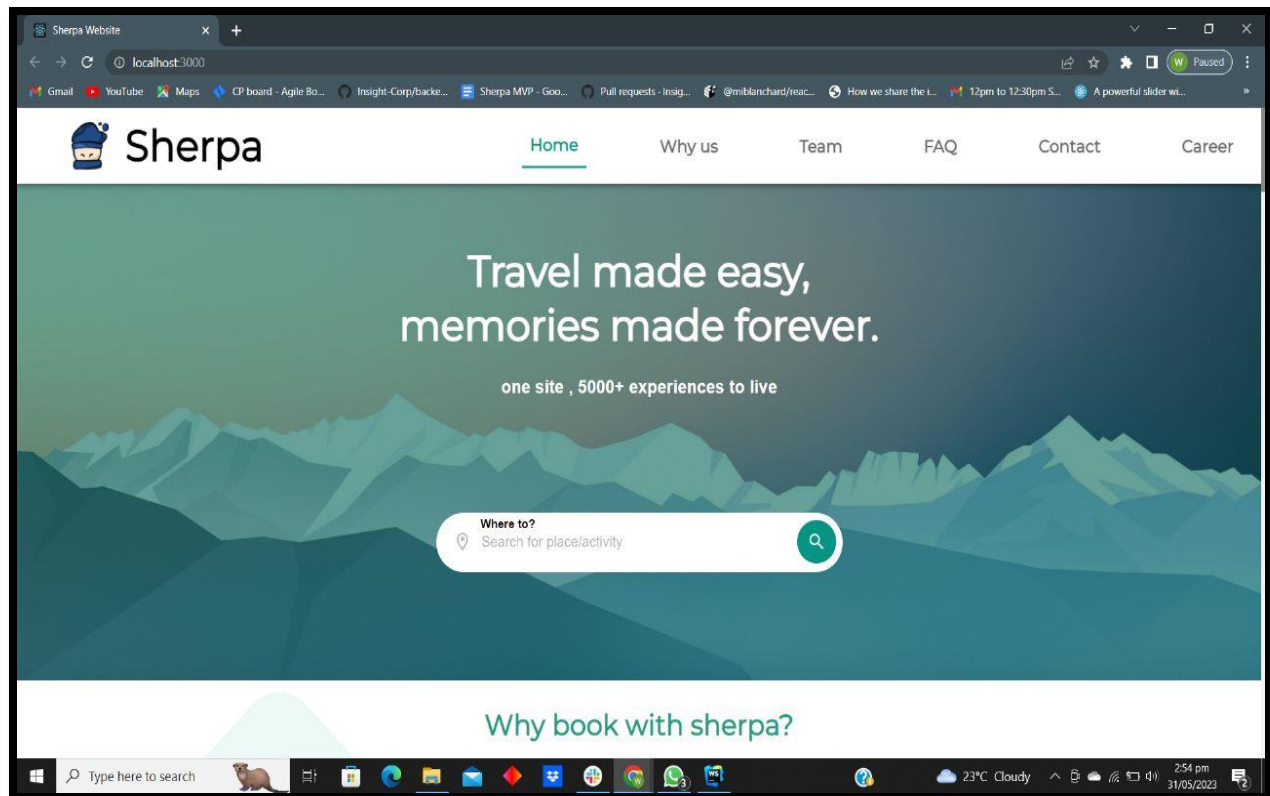 Sherpa Website
localhost:3000
W Paused
Gmail YouTube Maps CP board - Agile Bo... Insight-Corp/backe... Sherpa MVP - Goo... Pull requests - Insig... @miblanchard/reac... How we share the i... 12pm to 12:30pm S... A powerful slider wi... »
Sherpa Home Why us Team FAQ Contact Career
Travel made easy,
memories made forever.
one site , 5000+ experiences to live
Where to?
Search for place/activity
Why book with sherpa?
Type here to search 23°C Cloudy 2:54 pm
31/05/2023